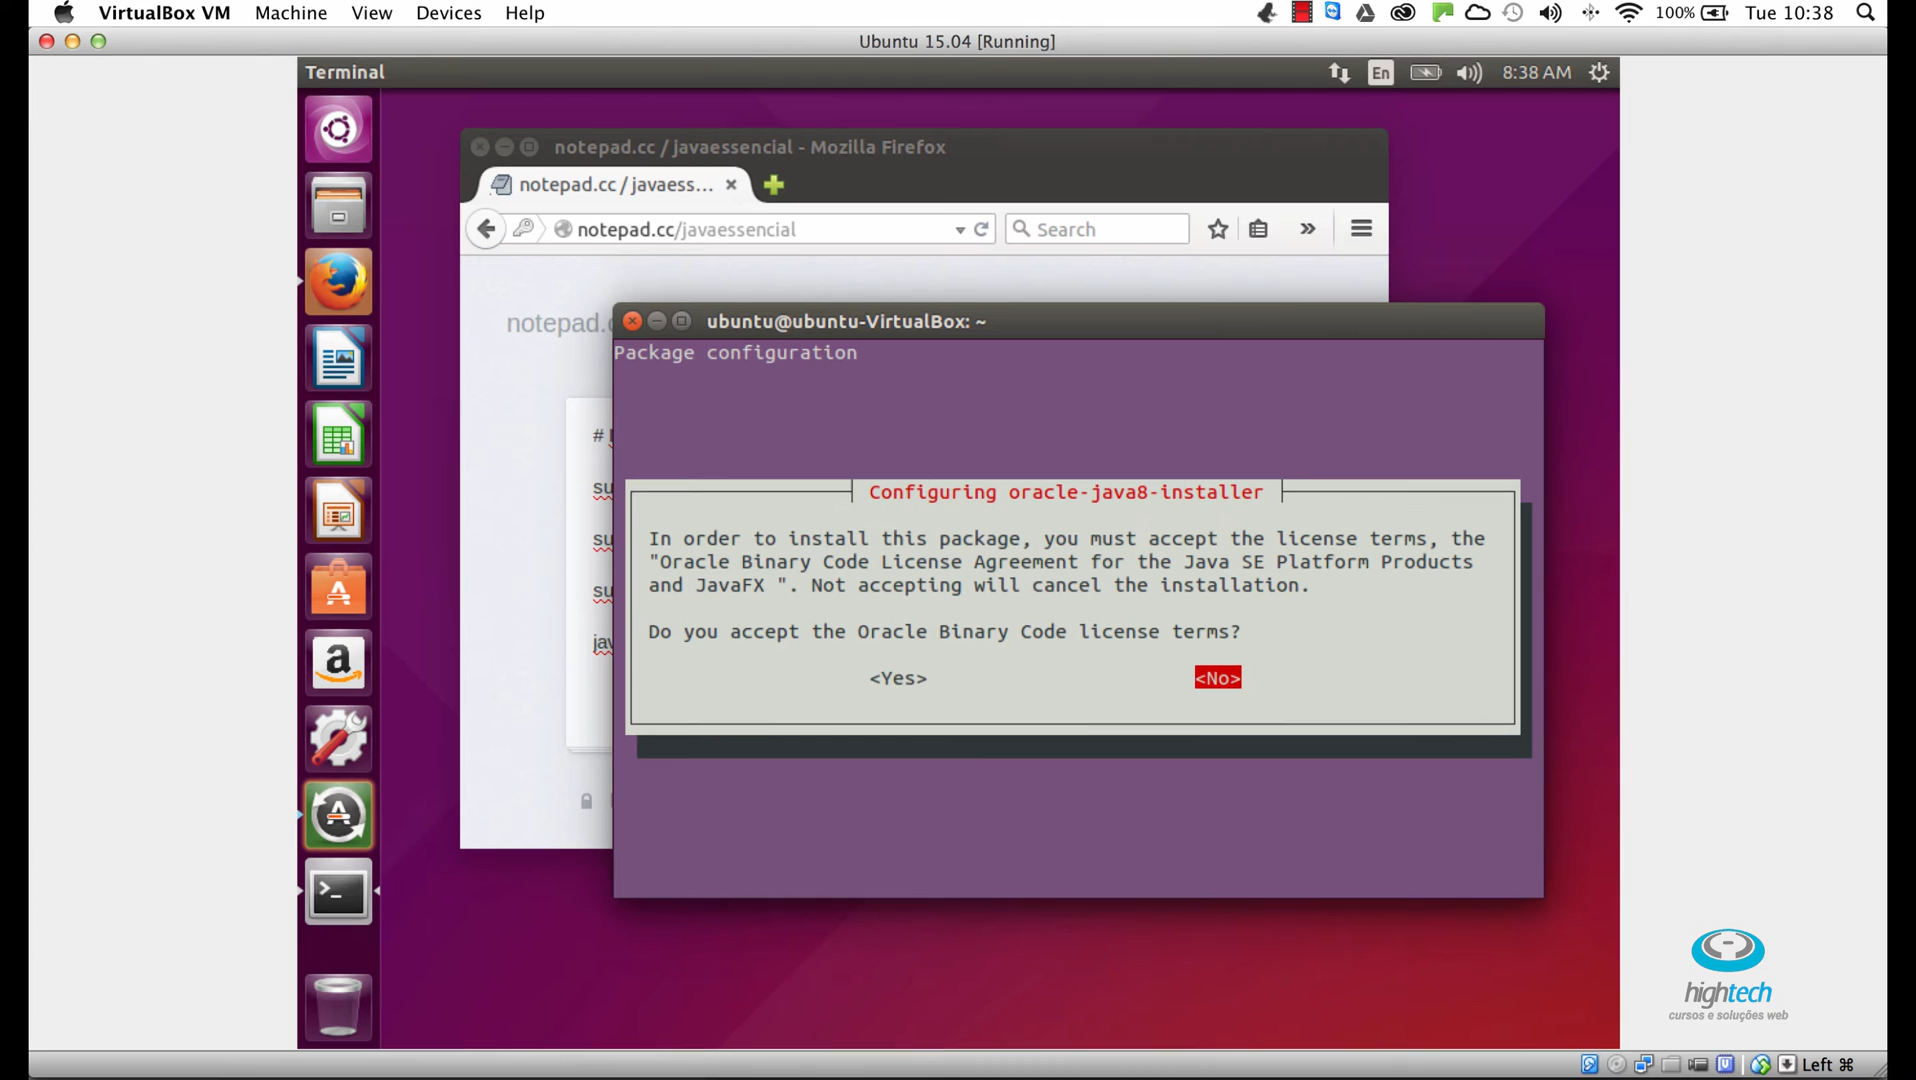 VirtualBox VM Machine View Devices Help 100% Tue 10:38
Ubuntu 15.04 [Running]
Terminal En 8:38 AM
notepad.cc / javaessencial - Mozilla Firefox
notepad.cc / javaess...
notepad.cc/javaessencial Search
notepad.c
ubuntu@ubuntu-VirtualBox: ~
Package configuration
#
su
su
su
jav
Configuring oracle-java8-installer
In order to install this package, you must accept the license terms, the
"Oracle Binary Code License Agreement for the Java SE Platform Products
and JavaFX ". Not accepting will cancel the installation.
Do you accept the Oracle Binary Code license terms?
<Yes> <No>
hightech
cursos e soluções web
Left ⌘